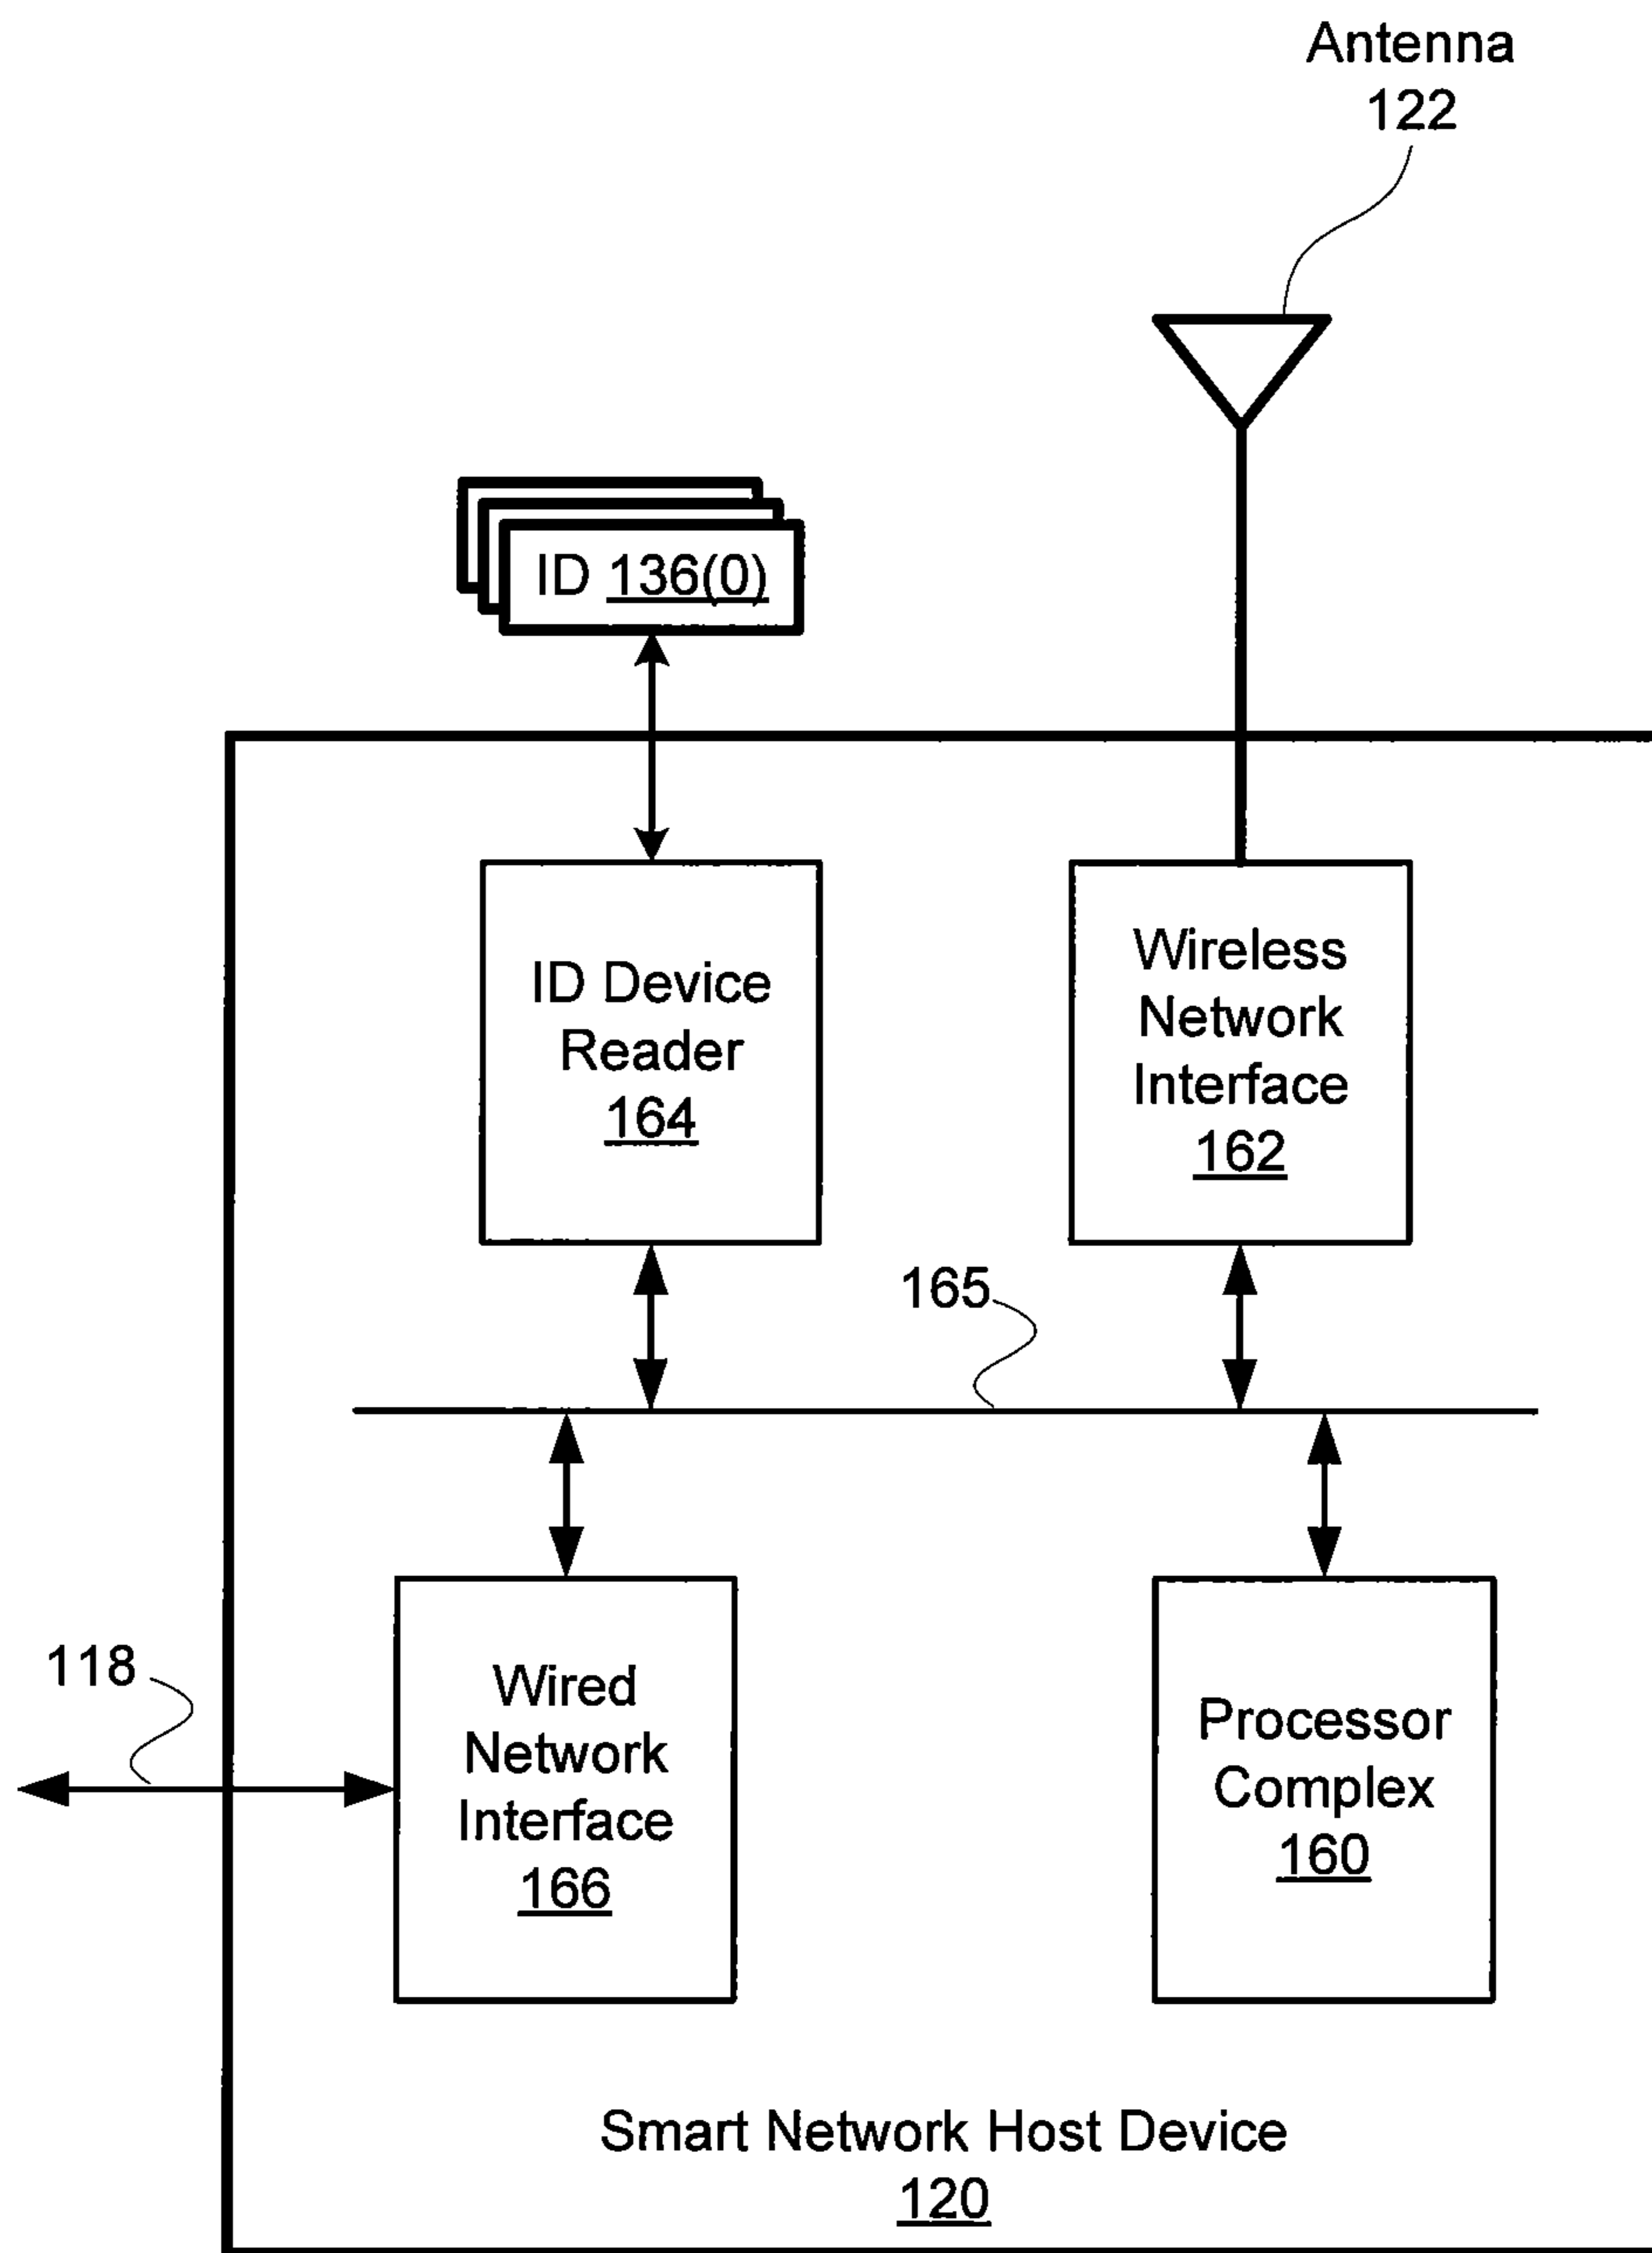 Antenna
122
ID 136(0)
ID Device
Reader
164
Wireless
Network
Interface
162
165
118
Wired
Network
Interface
166
Processor
Complex
160
Smart Network Host Device
120